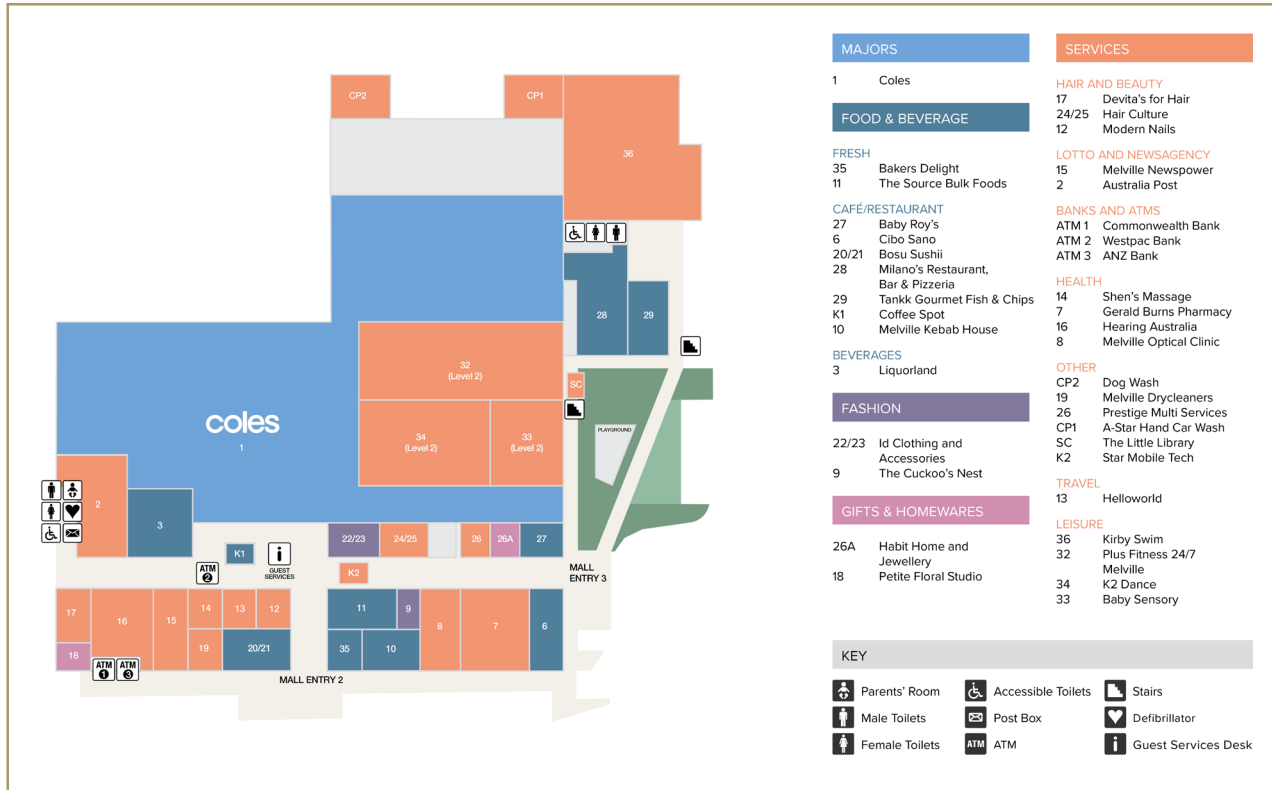 CP2
CP1
36
32
(Level 2)
SC
28
29
34
(Level 2)
33
(Level 2)
PLAYGROUND
coles
1
2
3
K1
GUEST
SERVICES
ATM
2
22/23
24/25
26
26A
27
K2
MALL
ENTRY 3
17
18
16
15
14
13
12
19
20/21
11
9
35
10
8
7
6
ATM
1
ATM
3
MALL ENTRY 2
MAJORS
1 Coles
FOOD & BEVERAGE
FRESH
35 Bakers Delight
11 The Source Bulk Foods
CAFÉ/RESTAURANT
27 Baby Roy's
6 Cibo Sano
20/21 Bosu Sushii
28 Milano's Restaurant,
Bar & Pizzeria
29 Tankk Gourmet Fish & Chips
K1 Coffee Spot
10 Melville Kebab House
BEVERAGES
3 Liquorland
FASHION
22/23 Id Clothing and
Accessories
9 The Cuckoo's Nest
GIFTS & HOMEWARES
26A Habit Home and
Jewellery
18 Petite Floral Studio
SERVICES
HAIR AND BEAUTY
17 Devita's for Hair
24/25 Hair Culture
12 Modern Nails
LOTTO AND NEWSAGENCY
15 Melville Newspower
2 Australia Post
BANKS AND ATMS
ATM 1 Commonwealth Bank
ATM 2 Westpac Bank
ATM 3 ANZ Bank
HEALTH
14 Shen's Massage
7 Gerald Burns Pharmacy
16 Hearing Australia
8 Melville Optical Clinic
OTHER
CP2 Dog Wash
19 Melville Drycleaners
26 Prestige Multi Services
CP1 A-Star Hand Car Wash
SC The Little Library
K2 Star Mobile Tech
TRAVEL
13 Helloworld
LEISURE
36 Kirby Swim
32 Plus Fitness 24/7
Melville
34 K2 Dance
33 Baby Sensory
KEY
Parents' Room
Male Toilets
Female Toilets
Accessible Toilets
Post Box
ATM ATM
Stairs
Defibrillator
i Guest Services Desk